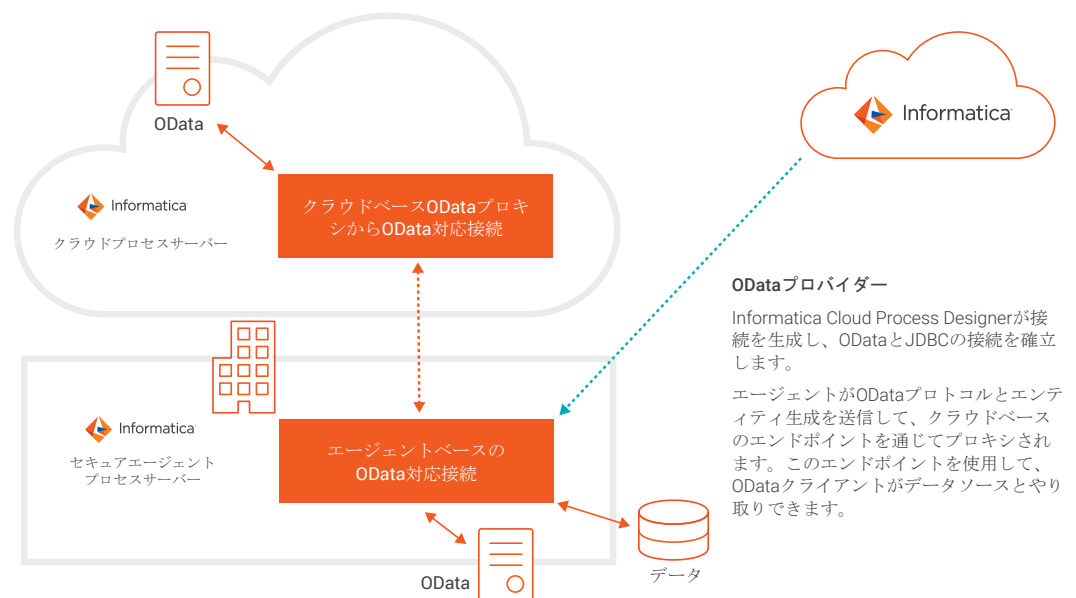 OData
Informatica
クラウドプロセスサーバー
クラウドベースODataプロキ
シからOData対応接続
Informatica
ODataプロバイダー
Informatica Cloud Process Designerが接
続を生成し、ODataとJDBCの接続を確立
します。
エージェントがODataプロトコルとエンテ
ィティ生成を送信して、クラウドベース
のエンドポイントを通じてプロキシされ
ます。このエンドポイントを使用して、
ODataクライアントがデータソースとやり
取りできます。
Informatica
セキュアエージェント
プロセスサーバー
エージェントベースの
OData対応接続
データ
OData